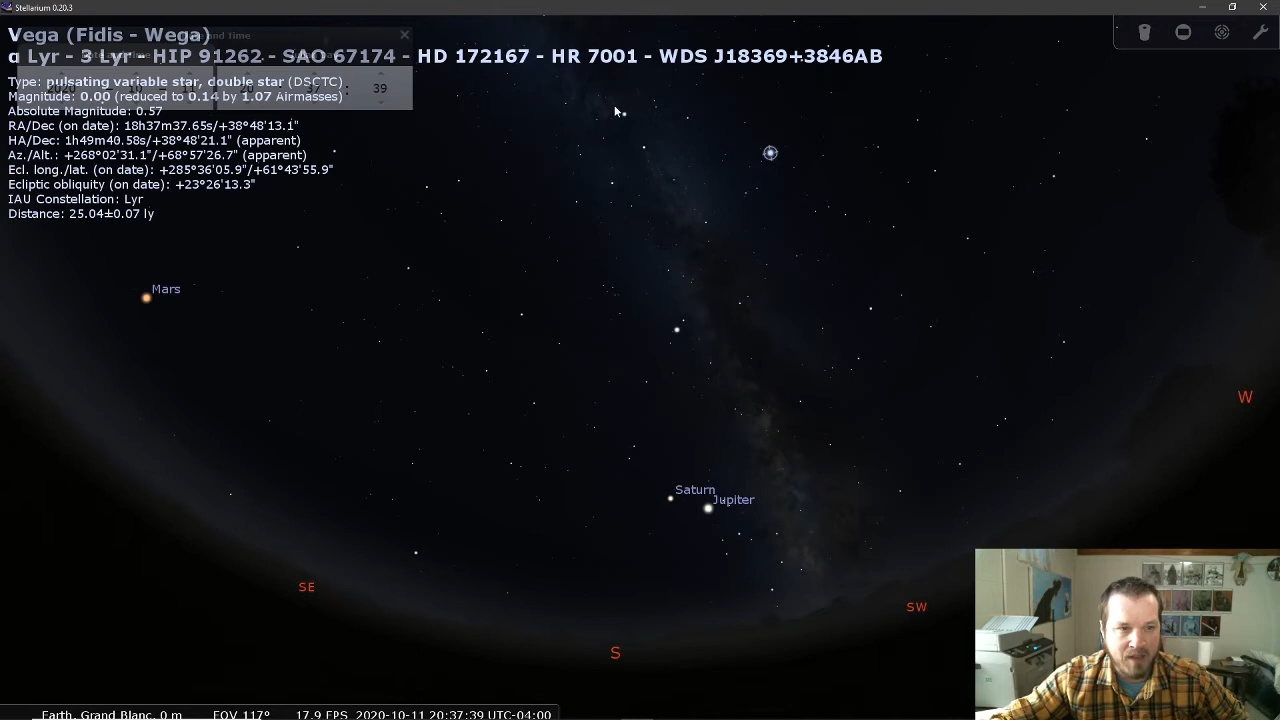 Stellarium 0.20.3
Vega (Fidis - Wega)
α Lyr - 3 Lyr - HIP 91262 - SAO 67174 - HD 172167 - HR 7001 - WDS J18369+3846AB
Type: pulsating variable star, double star (DSCTC)
Magnitude: 0.00 (reduced to 0.14 by 1.07 Airmasses)
Absolute Magnitude: 0.57
RA/Dec (on date): 18h37m37.65s/+38°48'13.1"
HA/Dec: 1h49m40.58s/+38°48'21.1" (apparent)
Az./Alt.: +268°02'31.1"/+68°57'26.7" (apparent)
Ecl. long./lat. (on date): +285°36'05.9"/+61°43'55.9"
Ecliptic obliquity (on date): +23°26'13.3"
IAU Constellation: Lyr
Distance: 25.04±0.07 ly
2020 - 10 - 11 20 : 37 : 39
Mars
Saturn
Jupiter
W
SE
SW
S
Earth, Grand Blanc, 0 m FOV 117° 17.9 FPS 2020-10-11 20:37:39 UTC-04:00